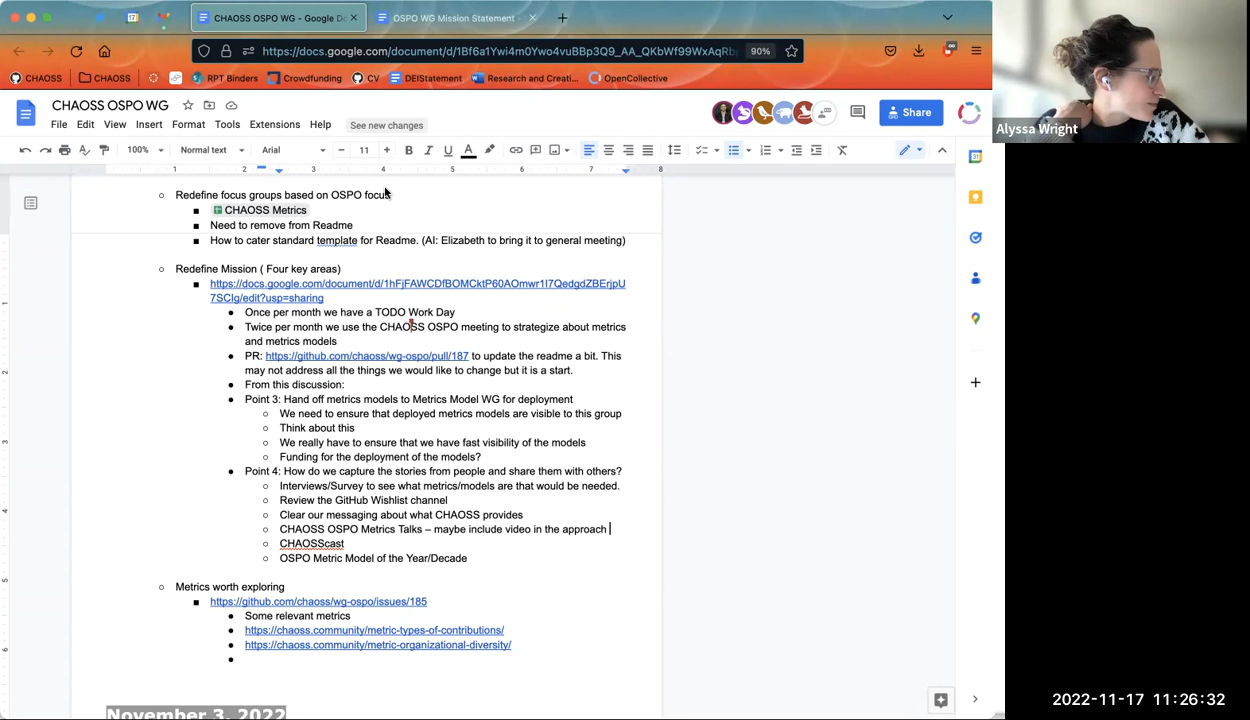 CHAOSS OSPO WG - Google Do
OSPO WG Mission Statement -
https://docs.google.com/document/d/1Bf6a1Ywi4m0Ywo4vuBBp3Q9_AA_QKbWf99WxAqRb
90%
CHAOSS
CHAOSS
RPT Binders
Crowdfunding
CV
DEIStatement
Research and Creati...
OpenCollective
CHAOSS OSPO WG
File Edit View Insert Format Tools Extensions Help
See new changes
Share
Alyssa Wright
100% Normal text Arial 11
1 2 3 4 5 6 7 8
Redefine focus groups based on OSPO focus
CHAOSS Metrics
Need to remove from Readme
How to cater standard template for Readme. (AI: Elizabeth to bring it to general meeting)
Redefine Mission ( Four key areas)
https://docs.google.com/document/d/1hFjFAWCDfBOMCktP60AOmwr1I7QedgdZBErjpU
7SCIg/edit?usp=sharing
Once per month we have a TODO Work Day
Twice per month we use the CHAOSS OSPO meeting to strategize about metrics
and metrics models
PR: https://github.com/chaoss/wg-ospo/pull/187 to update the readme a bit. This
may not address all the things we would like to change but it is a start.
From this discussion:
Point 3: Hand off metrics models to Metrics Model WG for deployment
We need to ensure that deployed metrics models are visible to this group
Think about this
We really have to ensure that we have fast visibility of the models
Funding for the deployment of the models?
Point 4: How do we capture the stories from people and share them with others?
Interviews/Survey to see what metrics/models are that would be needed.
Review the GitHub Wishlist channel
Clear our messaging about what CHAOSS provides
CHAOSS OSPO Metrics Talks – maybe include video in the approach
CHAOSScast
OSPO Metric Model of the Year/Decade
Metrics worth exploring
https://github.com/chaoss/wg-ospo/issues/185
Some relevant metrics
https://chaoss.community/metric-types-of-contributions/
https://chaoss.community/metric-organizational-diversity/
November 3, 2022
2022-11-17 11:26:32